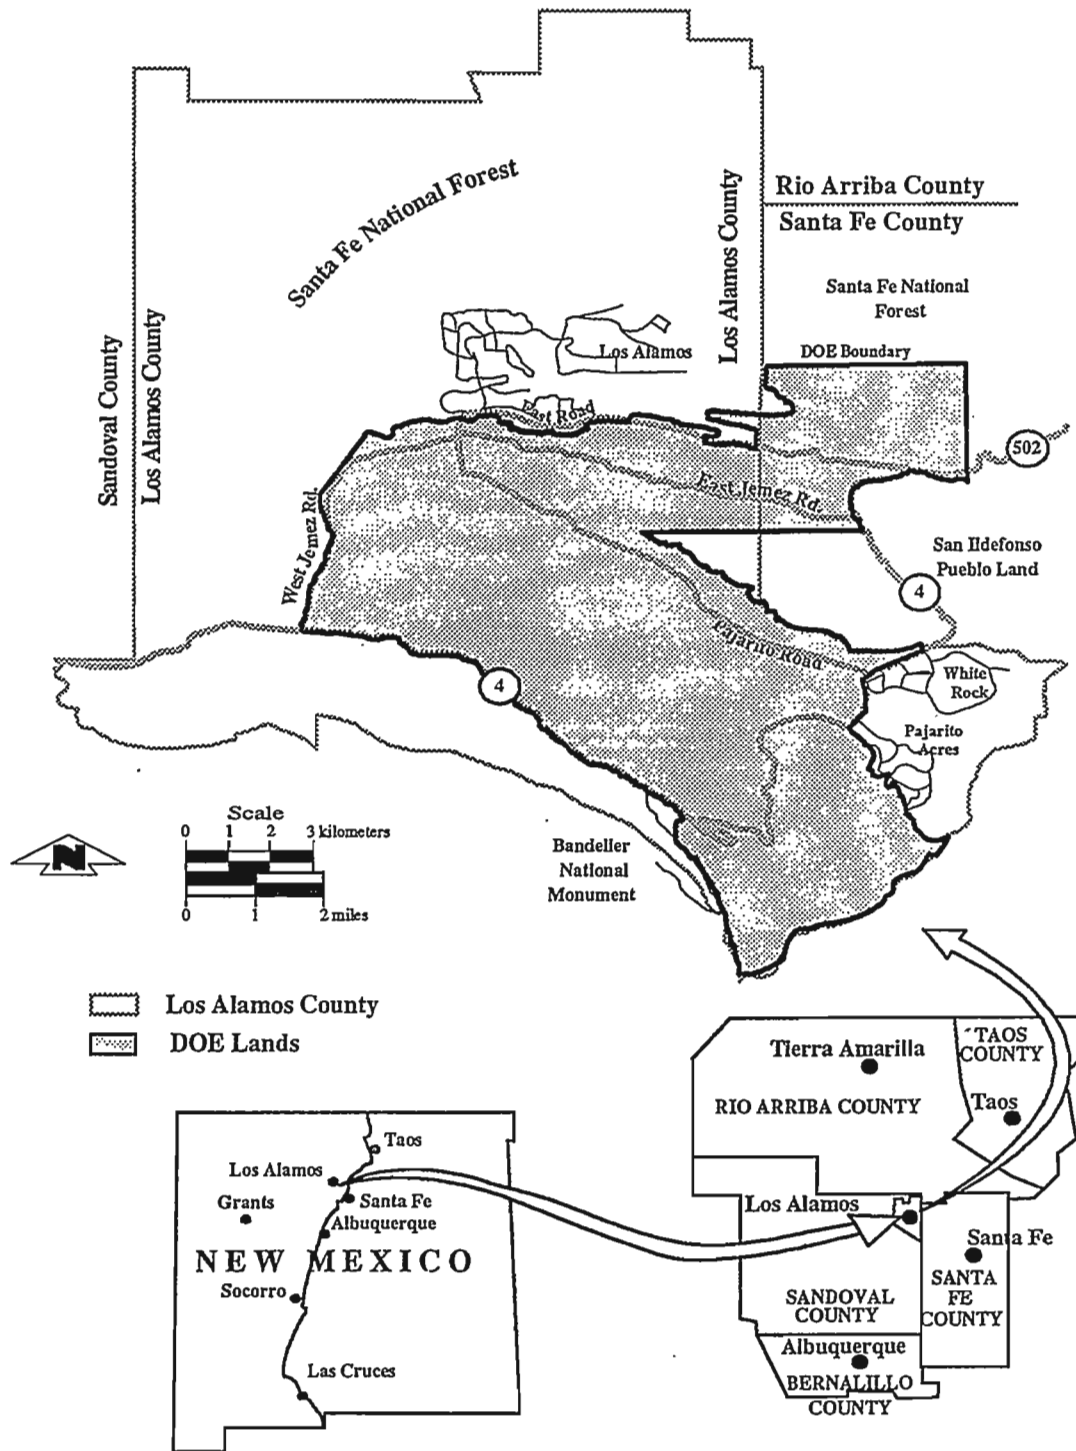 Santa Fe National Forest
Rio Arriba County
Santa Fe County
Los Alamos County
Santa Fe National
Forest
Sandoval County
Los Alamos County
Los Alamos
DOE Boundary
East Road
502
East Jemez Rd.
West Jemez Rd.
San Ildefonso
Pueblo Land
4
Pajarito Road
White
Rock
4
Pajarito
Acres
Scale
0 1 2 3 kilometers
N
0 1 2 miles
Bandelier
National
Monument
Los Alamos County
DOE Lands
Tierra Amarilla
TAOS
COUNTY
RIO ARRIBA COUNTY
Taos
Los Alamos
Santa Fe
SANDOVAL
COUNTY
SANTA
FE
COUNTY
Albuquerque
BERNALILLO
COUNTY
Taos
Los Alamos
Grants
Santa Fe
Albuquerque
NEW MEXICO
Socorro
Las Cruces